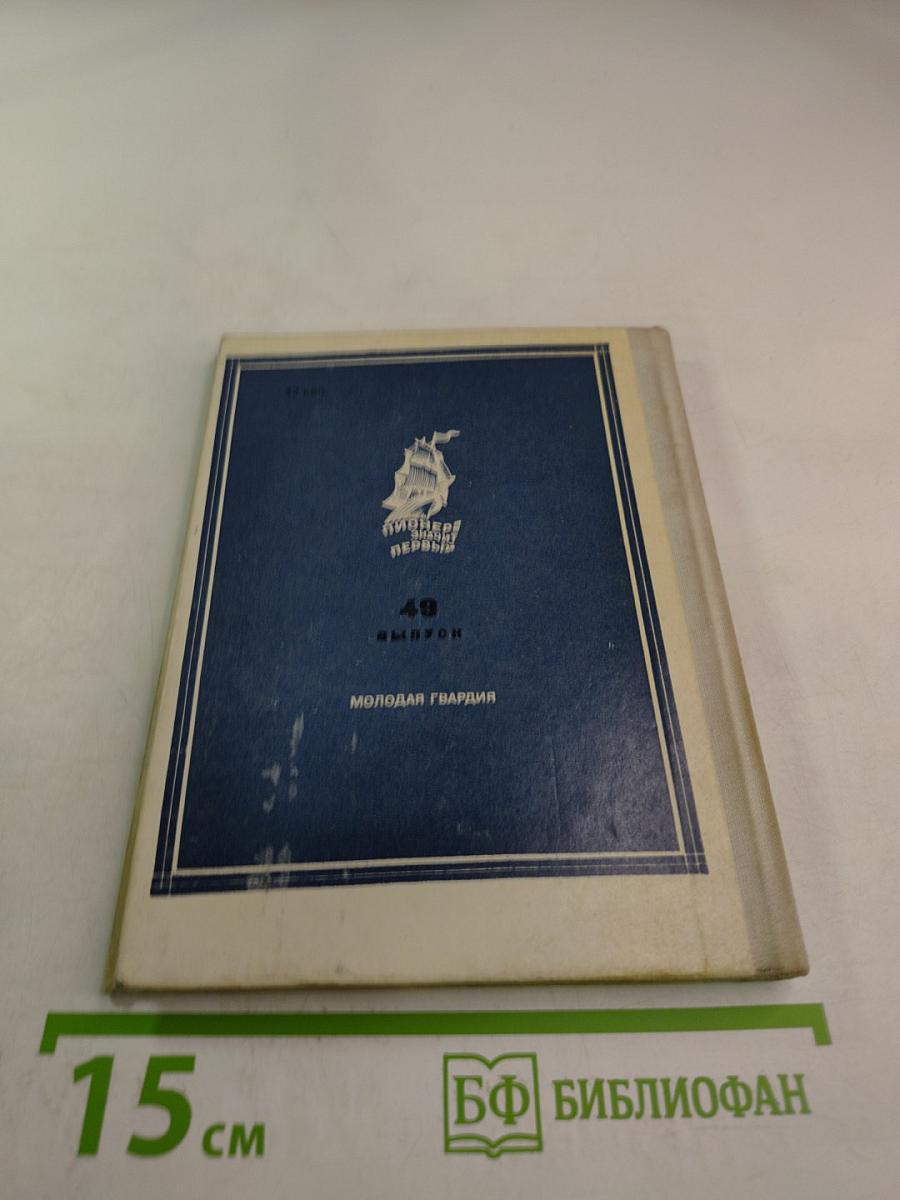 ПИОНЕР
ЗНАЧИТ
ПЕРВЫЙ
49
ВЫПУСК
МОЛОДАЯ ГВАРДИЯ
15 см
БФ БИБЛИОФАН